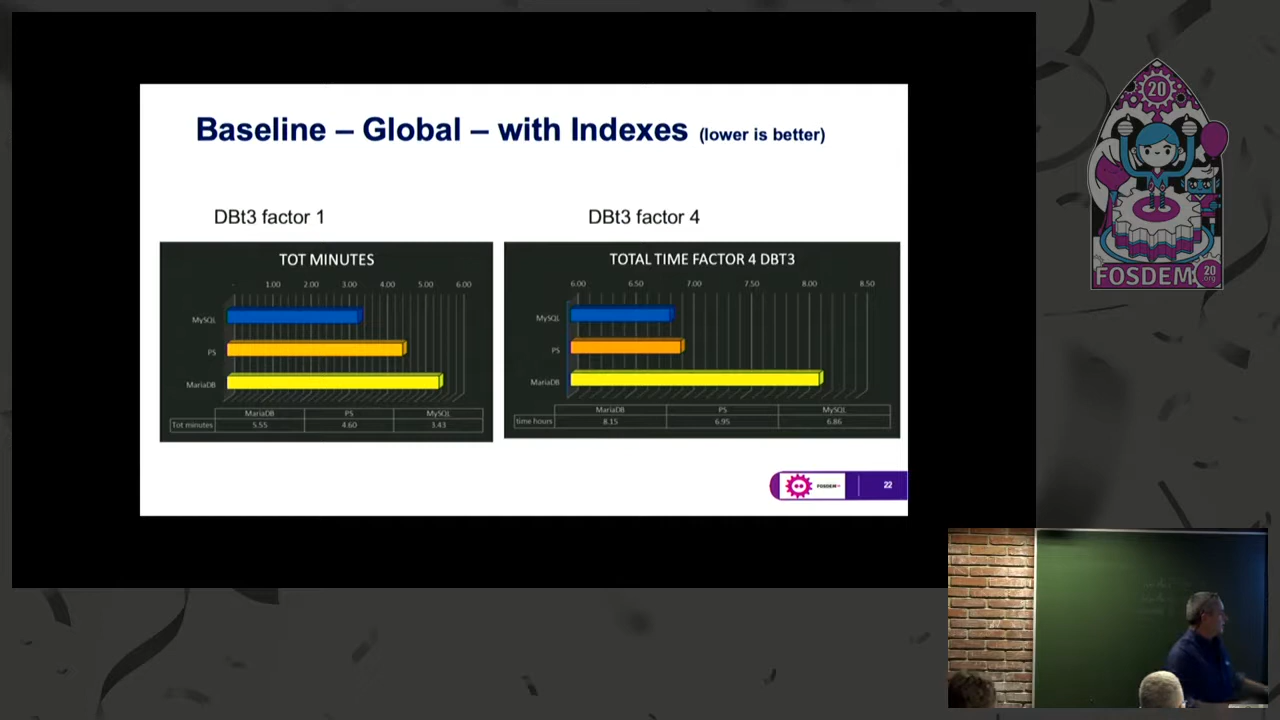 Baseline – Global – with Indexes (lower is better)
DBt3 factor 1
TOT MINUTES
- 1.00 2.00 3.00 4.00 5.00 6.00
MySQL
PS
MariaDB
MariaDB PS MySQL
Tot minutes 5.55 4.60 3.43
DBt3 factor 4
TOTAL TIME FACTOR 4 DBT3
6.00 6.50 7.00 7.50 8.00 8.50
MySQL
PS
MariaDB
MariaDB PS MySQL
time hours 8.15 6.95 6.86
FOSDEM
22
20
FOSDEM
20
.org